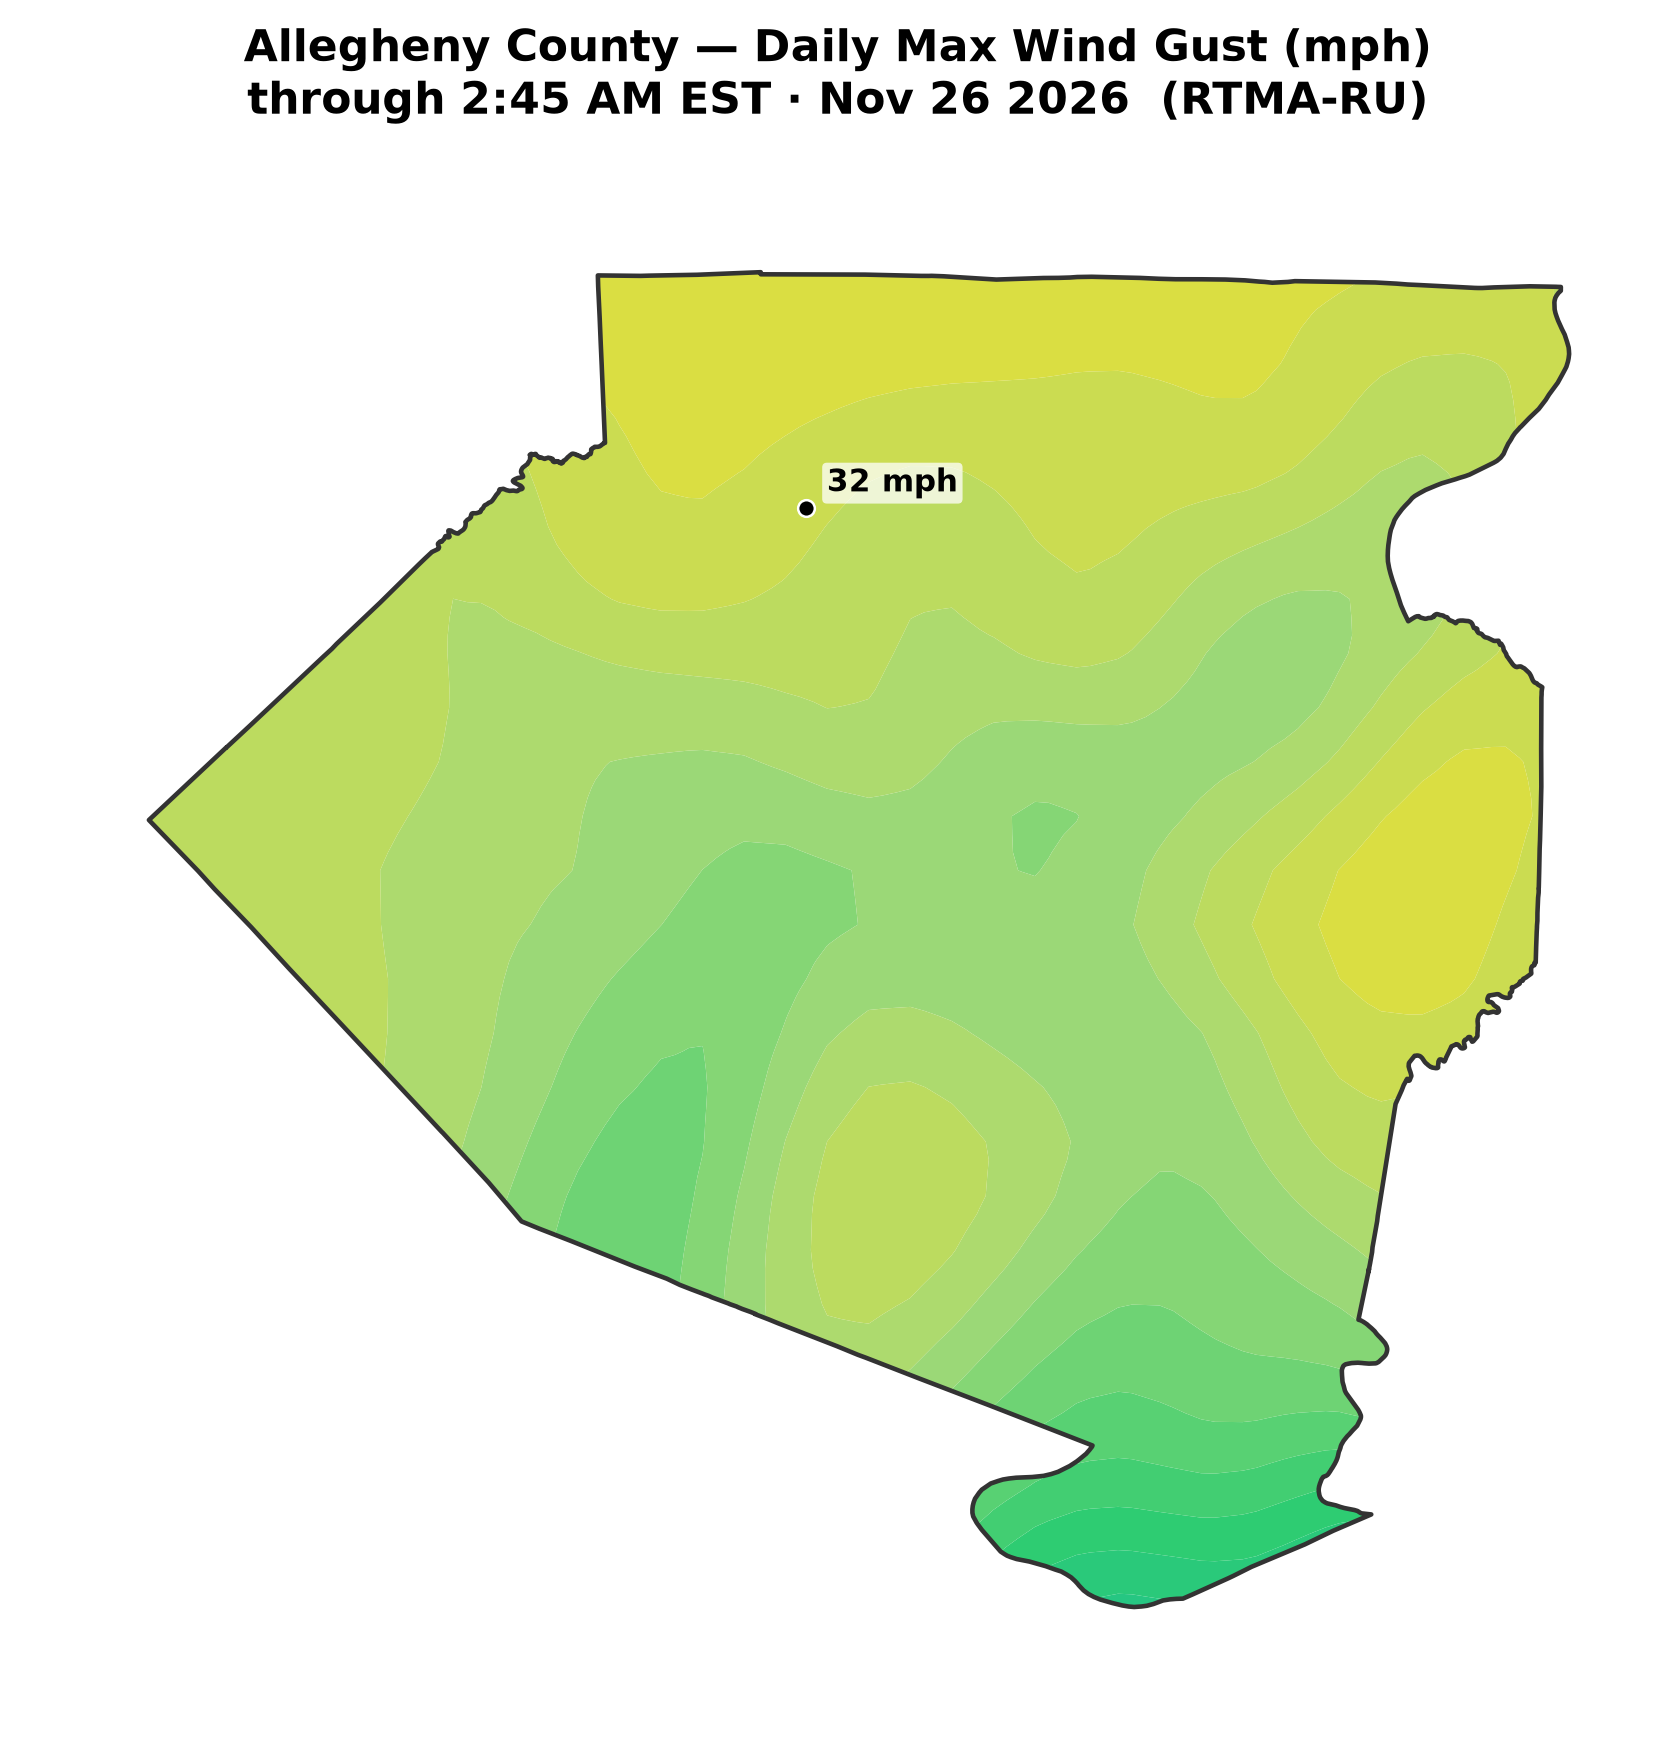 Allegheny County — Daily Max Wind Gust (mph)
through 2:45 AM EST · Nov 26 2026 (RTMA-RU)
32 mph